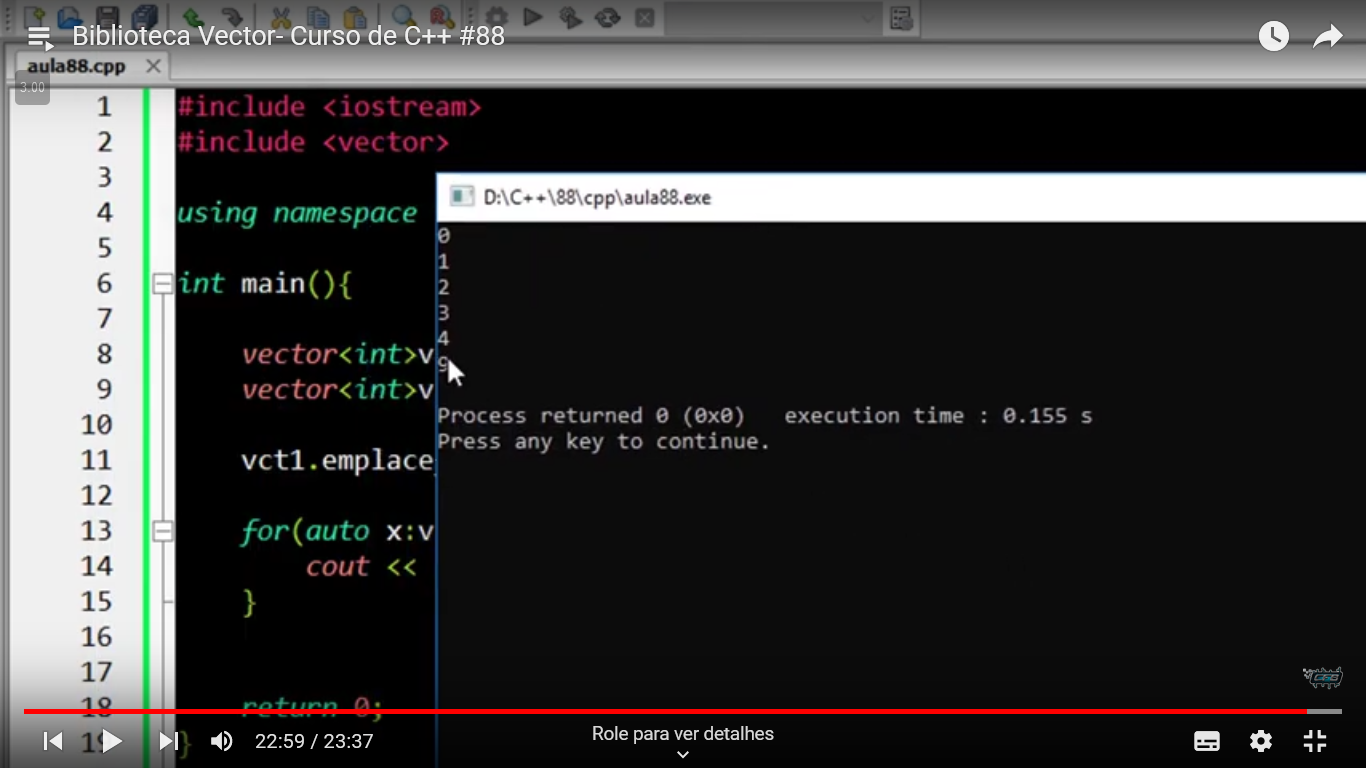 Biblioteca Vector- Curso de C++ #88
aula88.cpp
3.00
1 #include <iostream>
2 #include <vector>
3
4 using namespace
5
6 int main(){
7
8 vector<int>v
9 vector<int>v
10
11 vct1.emplace_
12
13 for(auto x:v
14 cout <<
15 }
16
17
18 return 0;
19 }
D:\C++\88\cpp\aula88.exe
0
1
2
3
4
9
Process returned 0 (0x0) execution time : 0.155 s
Press any key to continue.
22:59 / 23:37
Role para ver detalhes